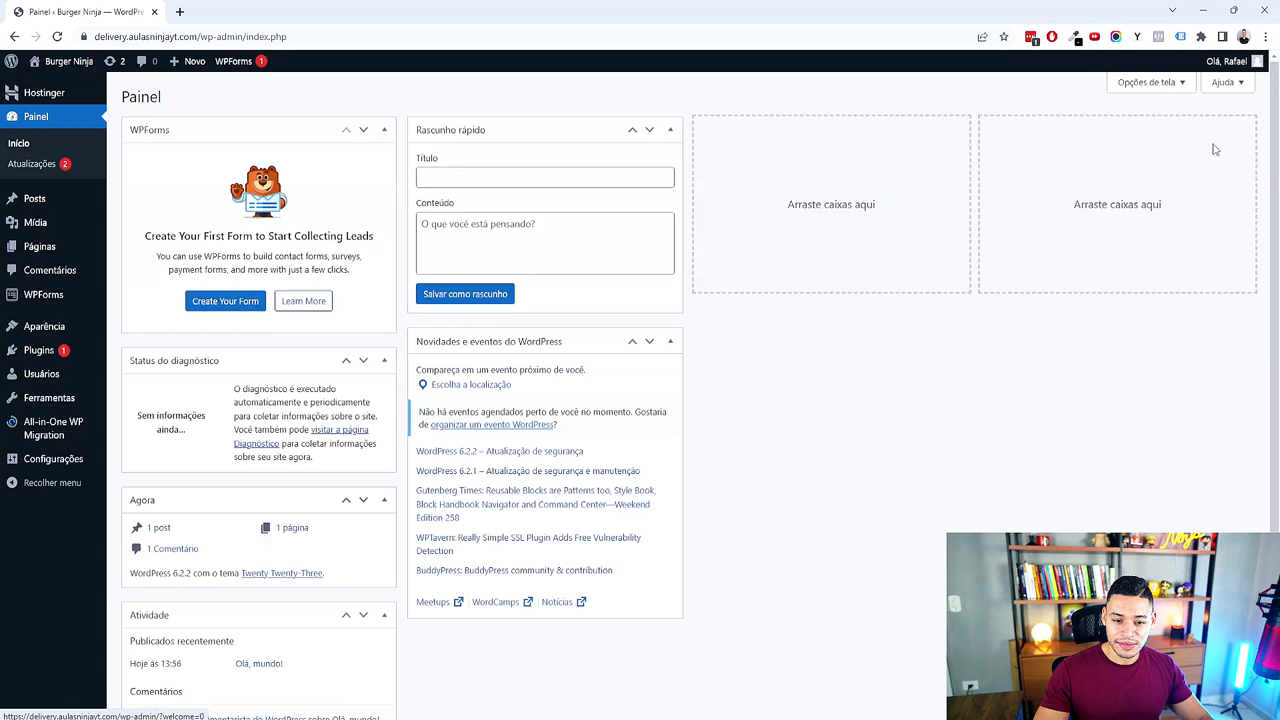 Painel ‹ Burger Ninja — WordPr
delivery.aulasninjayt.com/wp-admin/index.php
Burger Ninja
2
0
Novo
WPForms
1
Olá, Rafael
Hostinger
Painel
Início
Atualizações 2
Posts
Mídia
Páginas
Comentários
WPForms
Aparência
Plugins 1
Usuários
Ferramentas
All-in-One WP
Migration
Configurações
Recolher menu
Painel
Opções de tela
Ajuda
WPForms
Create Your First Form to Start Collecting Leads
You can use WPForms to build contact forms, surveys,
payment forms, and more with just a few clicks.
Create Your Form
Learn More
Status do diagnóstico
Sem informações
ainda...
O diagnóstico é executado
automaticamente e periodicamente
para coletar informações sobre o site.
Você também pode visitar a página
Diagnóstico para coletar informações
sobre seu site agora.
Agora
1 post
1 página
1 Comentário
WordPress 6.2.2 com o tema Twenty Twenty-Three.
Atividade
Publicados recentemente
Hoje às 13:56
Olá, mundo!
Comentários
Rascunho rápido
Título
Conteúdo
O que você está pensando?
Salvar como rascunho
Novidades e eventos do WordPress
Compareça em um evento próximo de você.
Escolha a localização
Não há eventos agendados perto de você no momento. Gostaria
de organizar um evento WordPress?
WordPress 6.2.2 – Atualização de segurança
WordPress 6.2.1 – Atualização de segurança e manutenção
Gutenberg Times: Reusable Blocks are Patterns too, Style Book,
Block Handbook Navigator and Command Center—Weekend
Edition 258
WPTavern: Really Simple SSL Plugin Adds Free Vulnerability
Detection
BuddyPress: BuddyPress community & contribution
Meetups
WordCamps
Notícias
Arraste caixas aqui
Arraste caixas aqui
https://delivery.aulasninjayt.com/wp-admin/?welcome=0